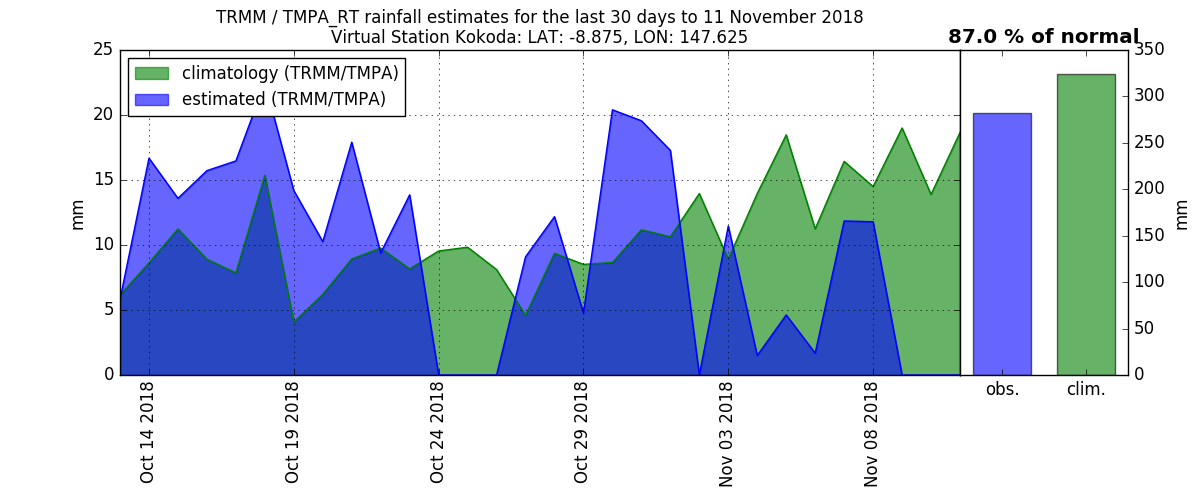 TRMM / TMPA_RT rainfall estimates for the last 30 days to 11 November 2018
Virtual Station Kokoda: LAT: -8.875, LON: 147.625
87.0 % of normal
climatology (TRMM/TMPA)
estimated (TRMM/TMPA)
25
20
15
10
5
0
mm
Oct 14 2018
Oct 19 2018
Oct 24 2018
Oct 29 2018
Nov 03 2018
Nov 08 2018
350
300
250
200
150
100
50
0
mm
obs.
clim.